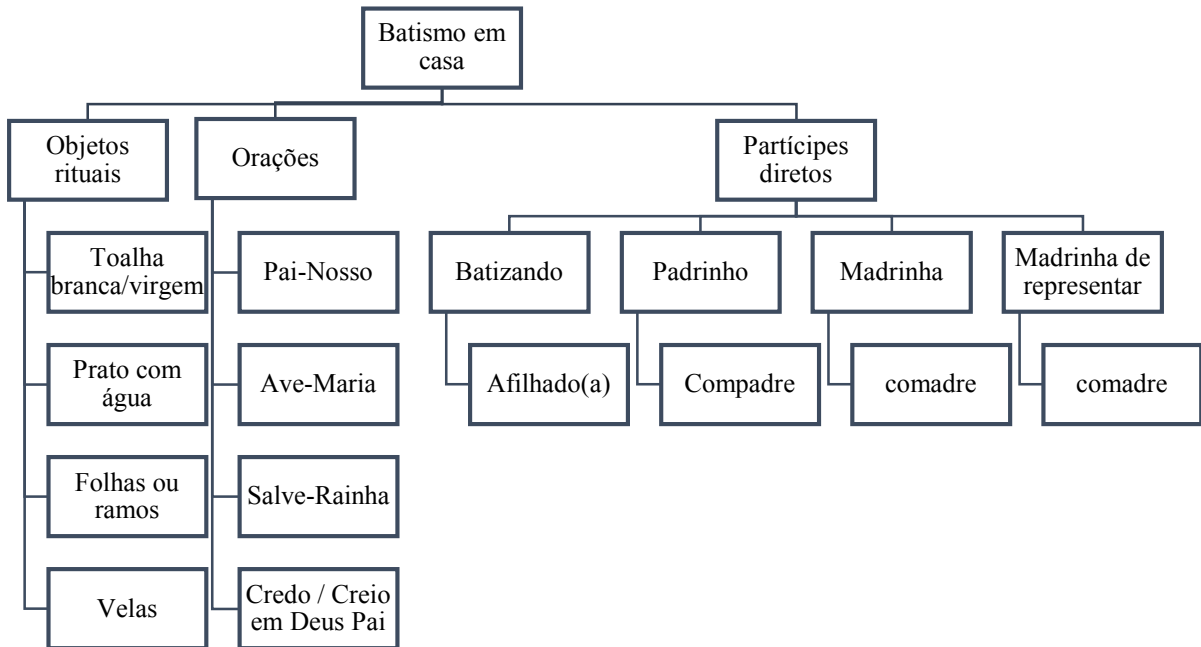 Batismo em
casa
Objetos
rituais
Orações
Partícipes
diretos
Toalha
branca/virgem
Prato com
água
Folhas ou
ramos
Velas
Pai-Nosso
Ave-Maria
Salve-Rainha
Credo / Creio
em Deus Pai
Batizando
Afilhado(a)
Padrinho
Compadre
Madrinha
comadre
Madrinha de
representar
comadre